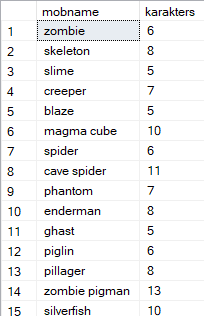 mobname karakters
1 zombie 6
2 skeleton 8
3 slime 5
4 creeper 7
5 blaze 5
6 magma cube 10
7 spider 6
8 cave spider 11
9 phantom 7
10 enderman 8
11 ghast 5
12 piglin 6
13 pillager 8
14 zombie pigman 13
15 silverfish 10